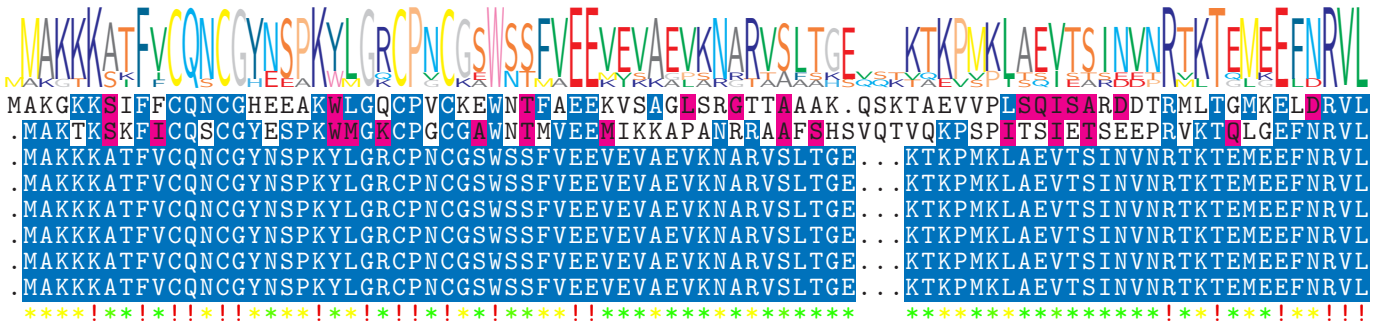 MAKKKATFVCQNCGYNSPKYLGRCPNCGSWSSFVEEVEVAEVKNARVSLTGE KTKPMKLAEVTSINVNRTKTEMEEFNRVL
MAKGKKSIFFCQNCGHEEAKWLGQCPVCKEWNTFAEEKVSAGLSRGTTAAAK.QSKTAEVVPLSQISARDDTRMLTGMKELDRVL
.MAKTKSKFICQSCGYESPKWMGKCPGCGAWNTMVEEMIKKAPANRRAAFSHSVQTVQKPSPITSIETSEEPRVKTQLGEFNRVL
.MAKKKATFVCQNCGYNSPKYLGRCPNCGSWSSFVEEVEVAEVKNARVSLTGE...KTKPMKLAEVTSINVNRTKTEMEEFNRVL
.MAKKKATFVCQNCGYNSPKYLGRCPNCGSWSSFVEEVEVAEVKNARVSLTGE...KTKPMKLAEVTSINVNRTKTEMEEFNRVL
.MAKKKATFVCQNCGYNSPKYLGRCPNCGSWSSFVEEVEVAEVKNARVSLTGE...KTKPMKLAEVTSINVNRTKTEMEEFNRVL
.MAKKKATFVCQNCGYNSPKYLGRCPNCGSWSSFVEEVEVAEVKNARVSLTGE...KTKPMKLAEVTSINVNRTKTEMEEFNRVL
.MAKKKATFVCQNCGYNSPKYLGRCPNCGSWSSFVEEVEVAEVKNARVSLTGE...KTKPMKLAEVTSINVNRTKTEMEEFNRVL
.MAKKKATFVCQNCGYNSPKYLGRCPNCGSWSSFVEEVEVAEVKNARVSLTGE...KTKPMKLAEVTSINVNRTKTEMEEFNRVL
****!**!*!!*!!****!**!*!!*!**!****!!**************** ****************!**!***!**!!!